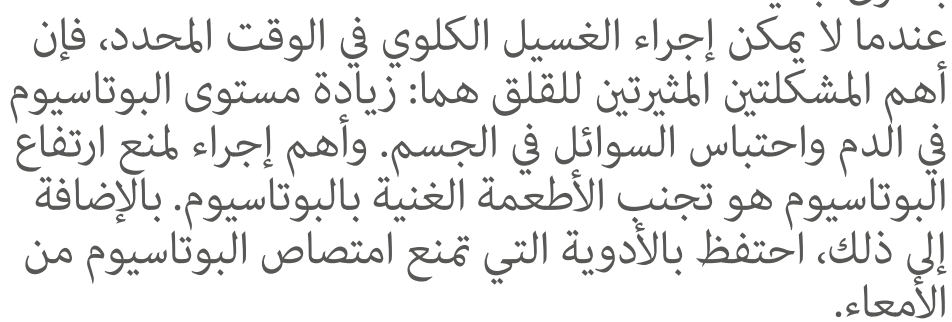 عندما لا يمكن إجراء الغسيل الكلوي في الوقت المحدد، فإن
أهم المشكلتين المثيرتين للقلق هما: زيادة مستوى البوتاسيوم
في الدم واحتباس السوائل في الجسم. وأهم إجراء لمنع ارتفاع
البوتاسيوم هو تجنب الأطعمة الغنية بالبوتاسيوم. بالإضافة
إلى ذلك، احتفظ بالأدوية التي تمنع امتصاص البوتاسيوم من
الأمعاء.